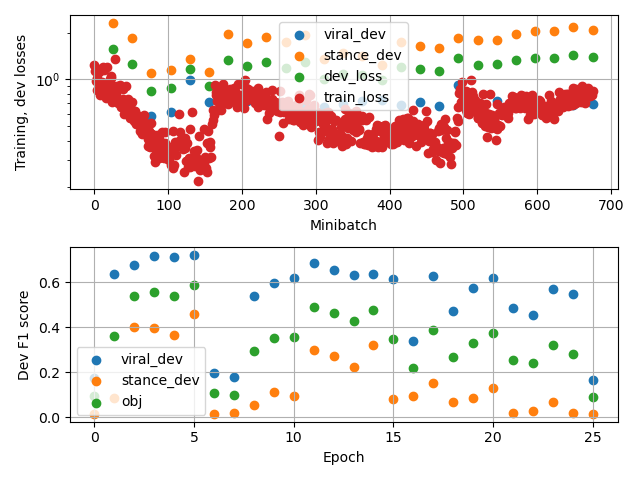 Training, dev losses
10⁰
viral_dev
stance_dev
dev_loss
train_loss
0 100 200 300 400 500 600 700
Minibatch
Dev F1 score
0.6
0.4
0.2
0.0
viral_dev
stance_dev
obj
0 5 10 15 20 25
Epoch